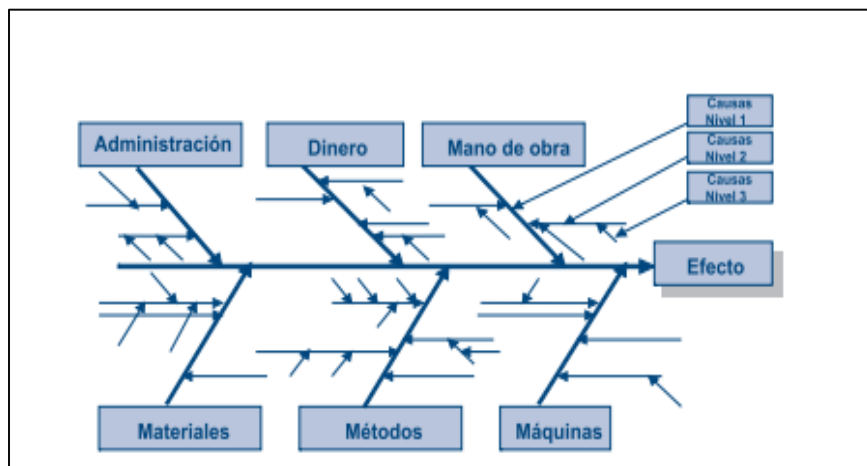 Causas
Nivel 1
Administración
Dinero
Mano de obra
Causas
Nivel 2
Causas
Nivel 3
Efecto
Materiales
Métodos
Máquinas